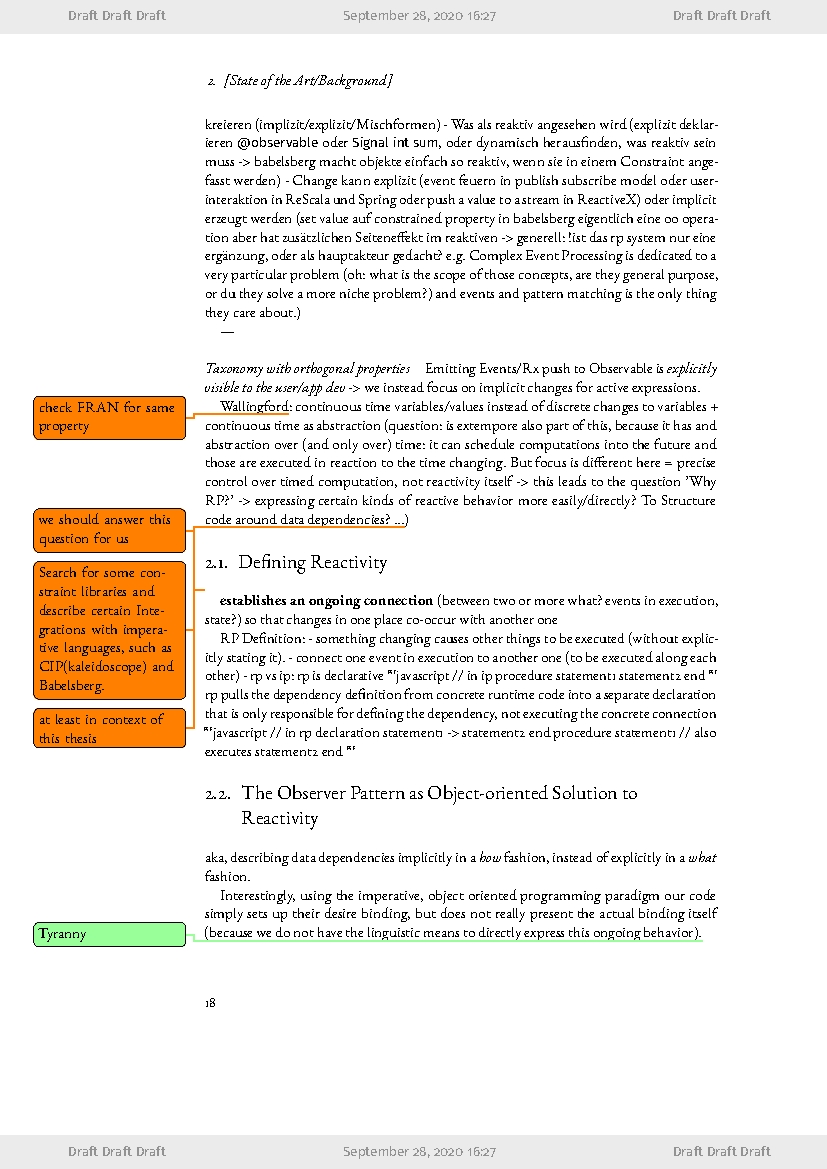 Draft Draft Draft September 28, 2020 16:27 Draft Draft Draft
2. [State of the Art/Background]
kreieren (implizit/explizit/Mischformen) - Was als reaktiv angesehen wird (explizit deklar-
ieren @observable oder Signal int sum, oder dynamisch herausfinden, was reaktiv sein
muss -> babelsberg macht objekte einfach so reaktiv, wenn sie in einem Constraint ange-
fasst werden) - Change kann explizit (event feuern in publish subscribe model oder user-
interaktion in ReScala und Spring oder push a value to a stream in ReactiveX) oder implicit
erzeugt werden (set value auf constrained property in babelsberg eigentlich eine oo opera-
tion aber hat zusätzlichen Seiteneffekt im reaktiven -> generell: !ist das rp system nur eine
ergänzung, oder als hauptakteur gedacht? e.g. Complex Event Processing is dedicated to a
very particular problem (oh: what is the scope of those concepts, are they general purpose,
or du they solve a more niche problem?) and events and pattern matching is the only thing
they care about.)
—
Taxonomy with orthogonal properties Emitting Events/Rx push to Observable is explicitly
visible to the user/app dev -> we instead focus on implicit changes for active expressions.
Wallingford: continuous time variables/values instead of discrete changes to variables +
continuous time as abstraction (question: is extempore also part of this, because it has and
abstraction over (and only over) time: it can schedule computations into the future and
those are executed in reaction to the time changing. But focus is different here = precise
control over timed computation, not reactivity itself -> this leads to the question 'Why
RP?' -> expressing certain kinds of reactive behavior more easily/directly? To Structure
code around data dependencies? ...)
check FRAN for same
property
we should answer this
question for us
Search for some con-
straint libraries and
describe certain Inte-
grations with impera-
tive languages, such as
CIP(kaleidoscope) and
Babelsberg.
at least in context of
this thesis
2.1. Defining Reactivity
establishes an ongoing connection (between two or more what? events in execution,
state?) so that changes in one place co-occur with another one
RP Definition: - something changing causes other things to be executed (without explic-
itly stating it). - connect one event in execution to another one (to be executed along each
other) - rp vs ip: rp is declarative "'javascript // in ip procedure statement1 statement2 end "'
rp pulls the dependency definition from concrete runtime code into a separate declaration
that is only responsible for defining the dependency, not executing the concrete connection
"'javascript // in rp declaration statement1 -> statement2 end procedure statement1 // also
executes statement2 end "'
2.2. The Observer Pattern as Object-oriented Solution to
Reactivity
aka, describing data dependencies implicitly in a how fashion, instead of explicitly in a what
fashion.
Interestingly, using the imperative, object oriented programming paradigm our code
simply sets up their desire binding, but does not really present the actual binding itself
(because we do not have the linguistic means to directly express this ongoing behavior).
Tyranny
18
Draft Draft Draft September 28, 2020 16:27 Draft Draft Draft